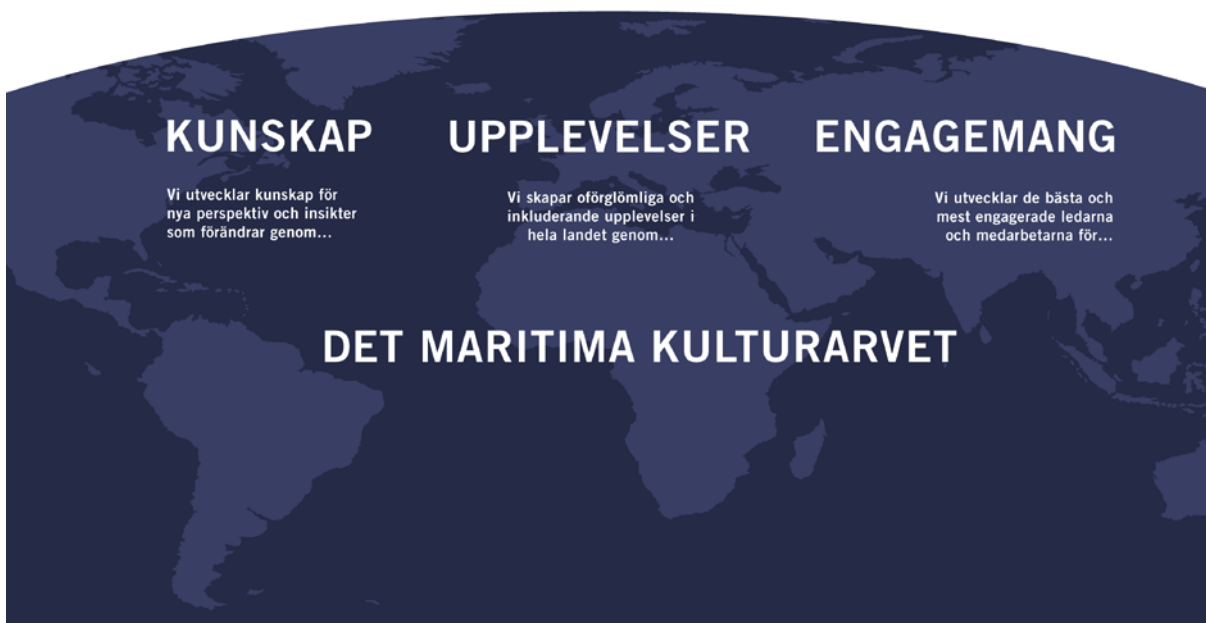 KUNSKAP
Vi utvecklar kunskap för
nya perspektiv och insikter
som förändrar genom...
UPPLEVELSER
Vi skapar oförglömliga och
inkluderande upplevelser i
hela landet genom...
ENGAGEMANG
Vi utvecklar de bästa och
mest engagerade ledarna
och medarbetarna för...
DET MARITIMA KULTURARVET